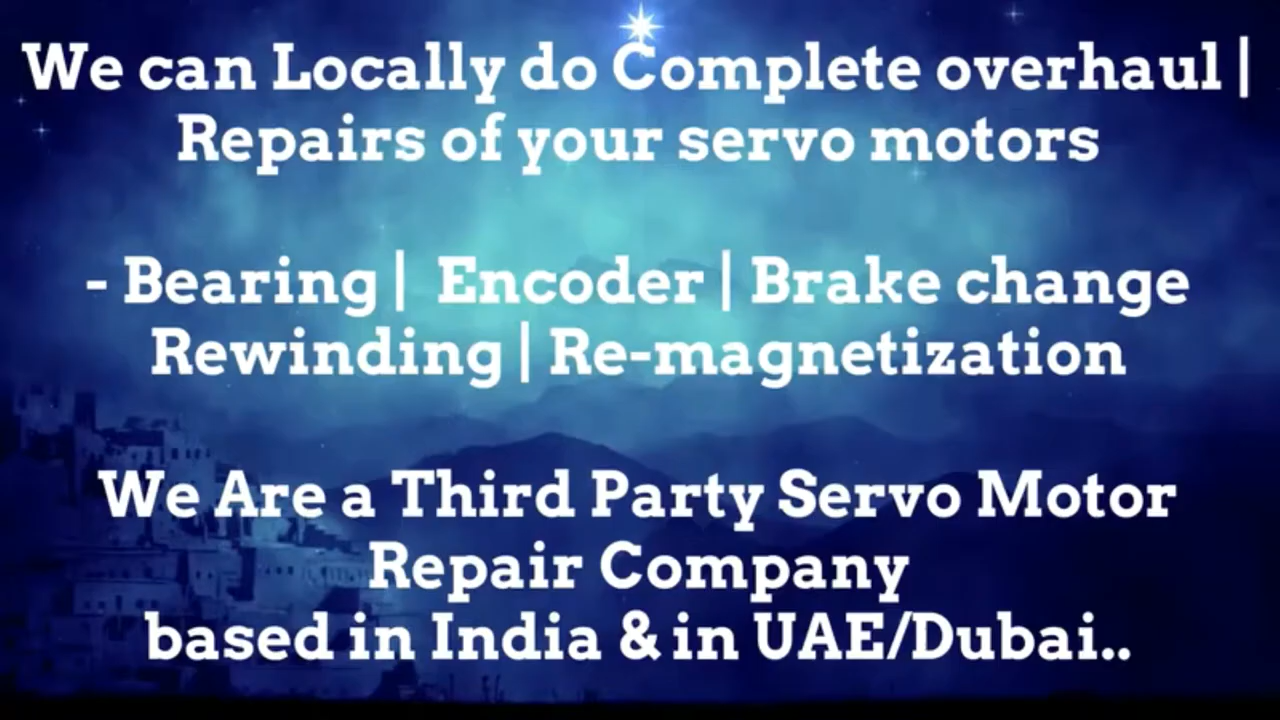 We can Locally do Complete overhaul |
Repairs of your servo motors
- Bearing | Encoder | Brake change
Rewinding | Re-magnetization
We Are a Third Party Servo Motor
Repair Company
based in India & in UAE/Dubai..